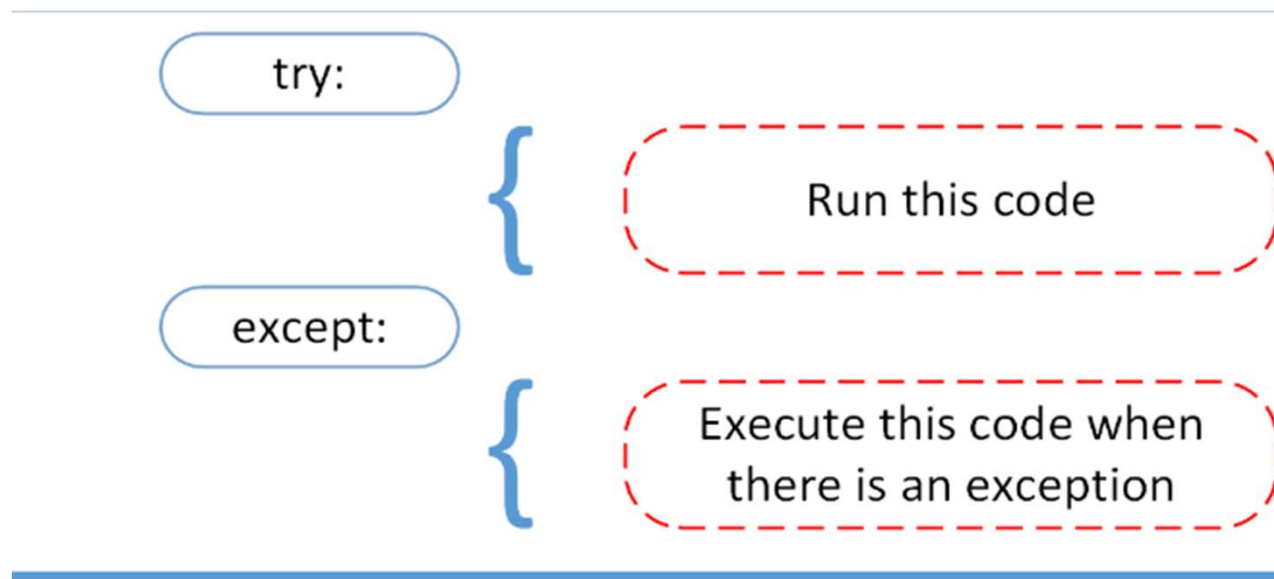 try:
Run this code
except:
Execute this code when
there is an exception